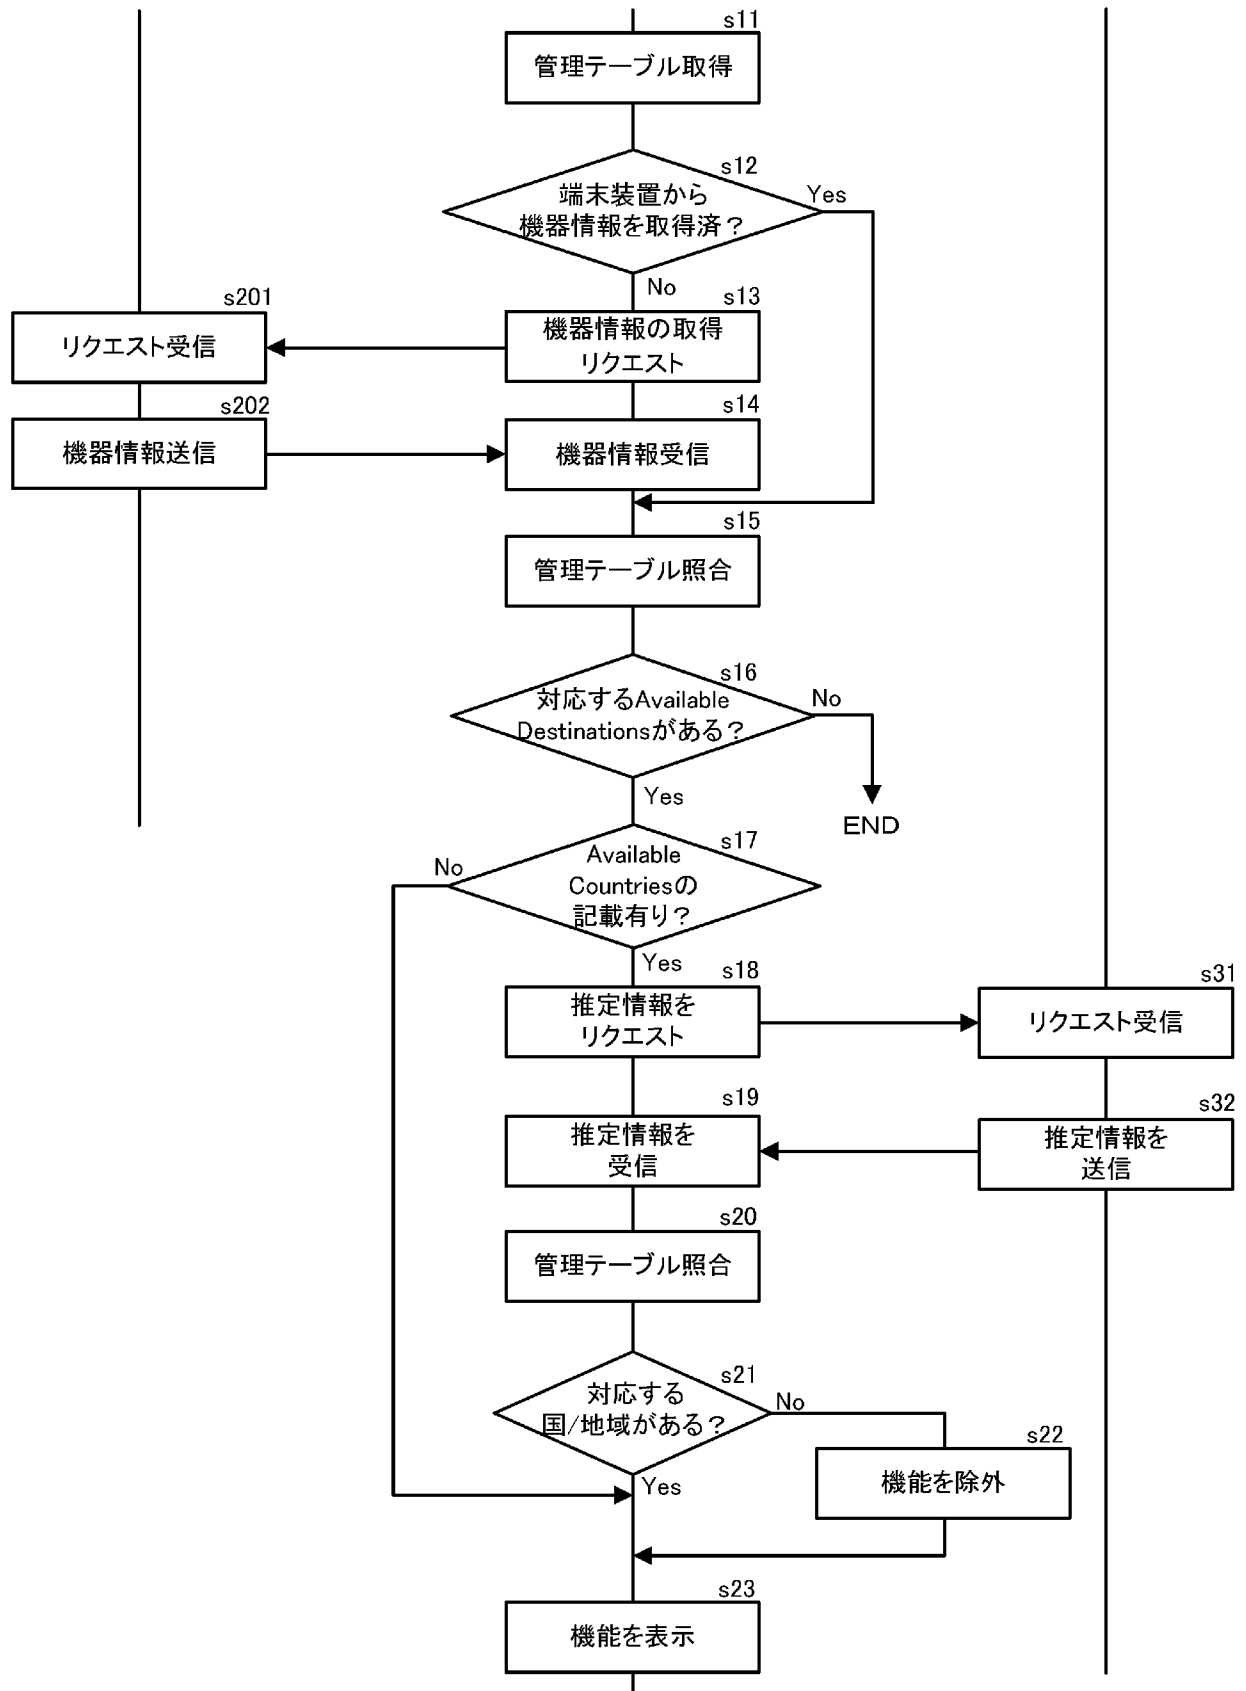 s11
管理テーブル取得
s12
端末装置から
機器情報を取得済？
Yes
No
s201
リクエスト受信
s13
機器情報の取得
リクエスト
s202
機器情報送信
s14
機器情報受信
s15
管理テーブル照合
s16
対応するAvailable
Destinationsがある？
No
END
Yes
s17
Available
Countriesの
記載有り？
No
Yes
s18
推定情報を
リクエスト
s31
リクエスト受信
s19
推定情報を
受信
s32
推定情報を
送信
s20
管理テーブル照合
s21
対応する
国/地域がある？
No
Yes
s22
機能を除外
s23
機能を表示